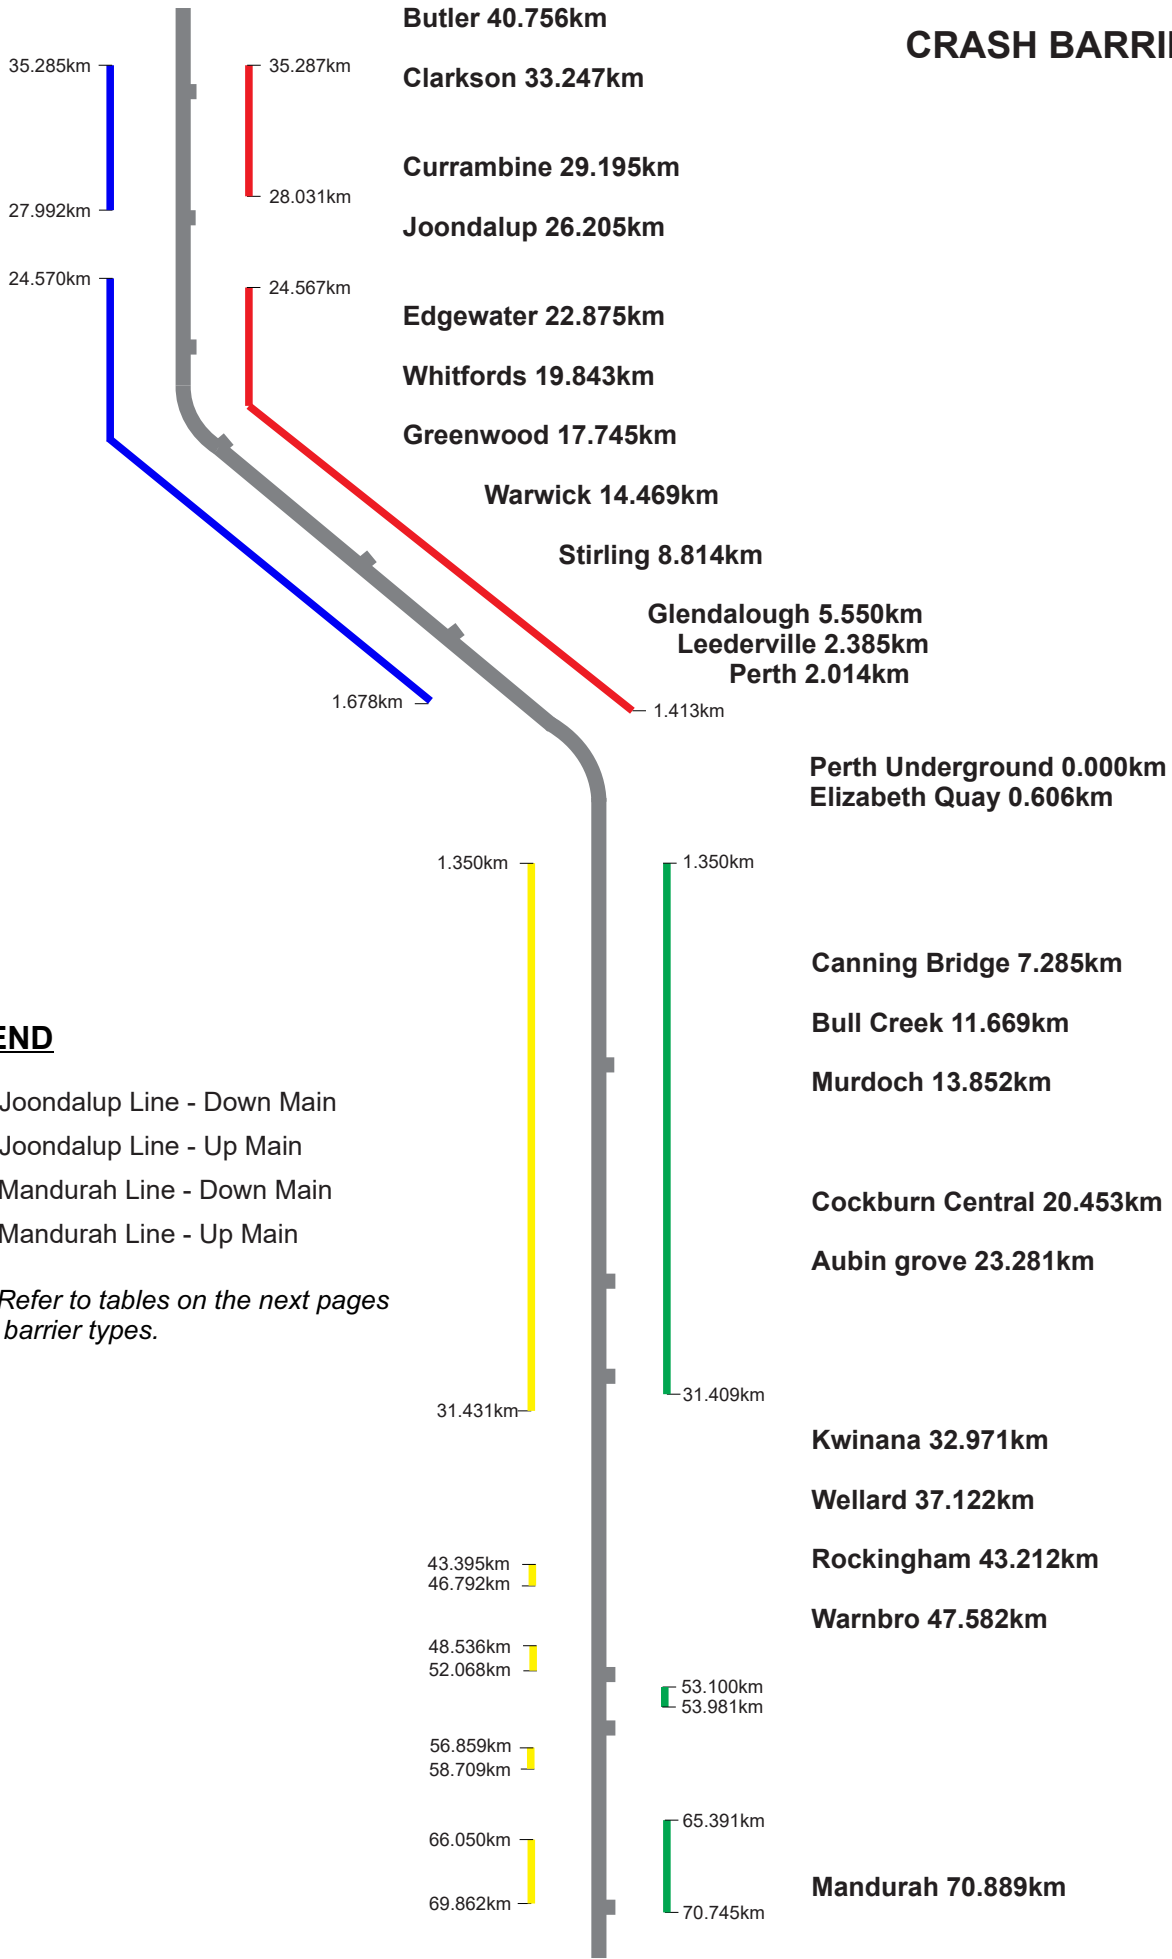 Butler 40.756km
CRASH BARRI
35.285km
35.287km
Clarkson 33.247km
Currambine 29.195km
28.031km
27.992km
Joondalup 26.205km
24.570km
24.567km
Edgewater 22.875km
Whitfords 19.843km
Greenwood 17.745km
Warwick 14.469km
Stirling 8.814km
Glendalough 5.550km
Leederville 2.385km
Perth 2.014km
1.678km
1.413km
Perth Underground 0.000km
Elizabeth Quay 0.606km
1.350km
1.350km
Canning Bridge 7.285km
Bull Creek 11.669km
Murdoch 13.852km
END
Joondalup Line - Down Main
Joondalup Line - Up Main
Mandurah Line - Down Main
Mandurah Line - Up Main
Refer to tables on the next pages
barrier types.
Cockburn Central 20.453km
Aubin grove 23.281km
31.409km
31.431km
Kwinana 32.971km
Wellard 37.122km
Rockingham 43.212km
Warnbro 47.582km
43.395km
46.792km
48.536km
52.068km
53.100km
53.981km
56.859km
58.709km
65.391km
66.050km
69.862km
70.745km
Mandurah 70.889km